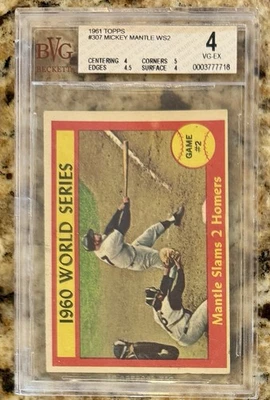 BVG
BECKETT
1961 TOPPS
#307 MICKEY MANTLE WS2
CENTERING 4 CORNERS 5
EDGES 4.5 SURFACE 4
4
VG-EX
0003777718
1960 WORLD SERIES
GAME #2
Mantle Slams 2 Homers